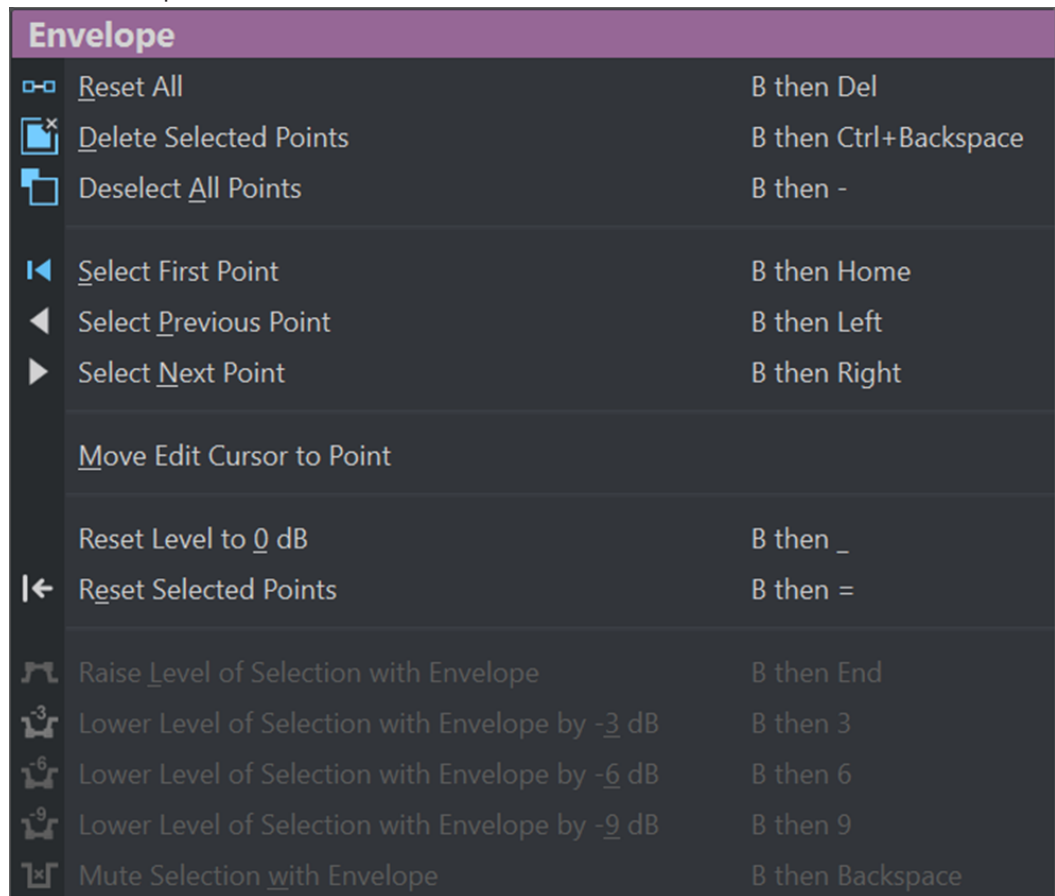 Envelope
Reset All B then Del
Delete Selected Points B then Ctrl+Backspace
Deselect All Points B then -
Select First Point B then Home
Select Previous Point B then Left
Select Next Point B then Right
Move Edit Cursor to Point
Reset Level to 0 dB B then _
Reset Selected Points B then =
Raise Level of Selection with Envelope B then End
-3 Lower Level of Selection with Envelope by -3 dB B then 3
-6 Lower Level of Selection with Envelope by -6 dB B then 6
-9 Lower Level of Selection with Envelope by -9 dB B then 9
Mute Selection with Envelope B then Backspace